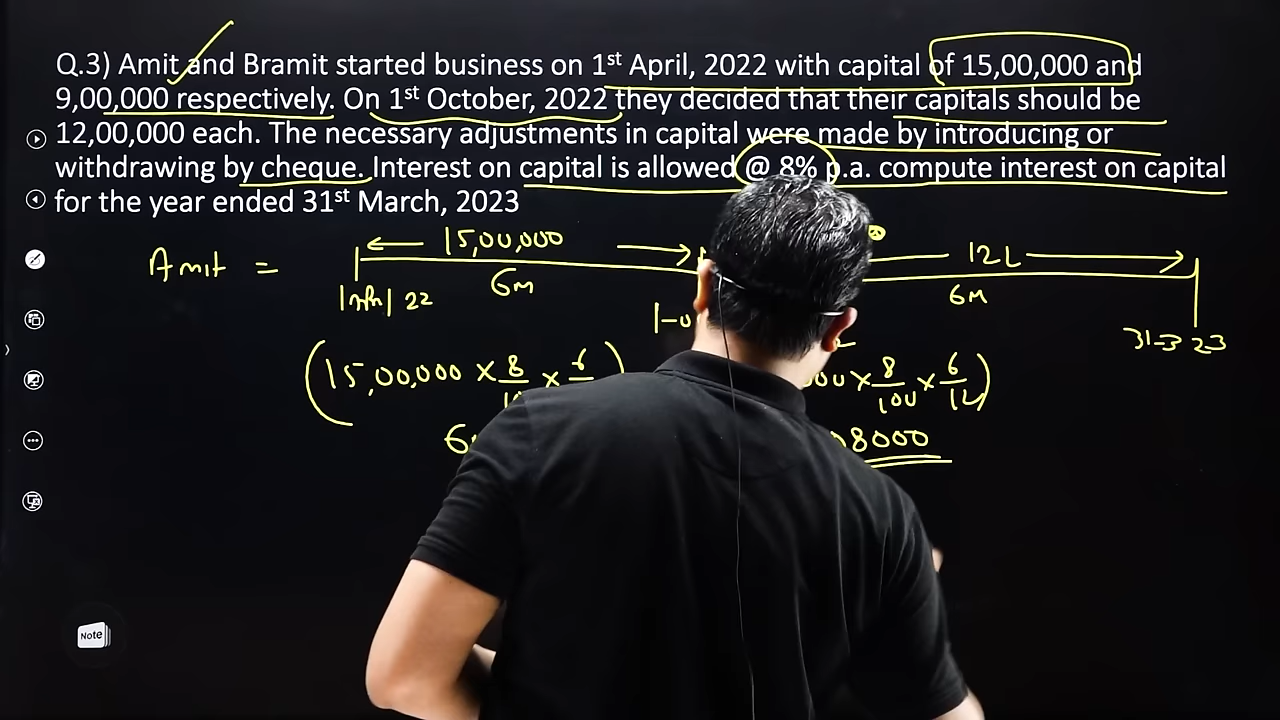 Q.3) Amit and Bramit started business on 1st April, 2022 with capital of 15,00,000 and
9,00,000 respectively. On 1st October, 2022 they decided that their capitals should be
12,00,000 each. The necessary adjustments in capital were made by introducing or
withdrawing by cheque. Interest on capital is allowed @ 8% p.a. compute interest on capital
for the year ended 31st March, 2023
Amit = 15,00,000 12L
6m 6M
22 31-3 23
(15,00,000 × 8/10 × 6 × 8/100 × 6/12)
8000
Note